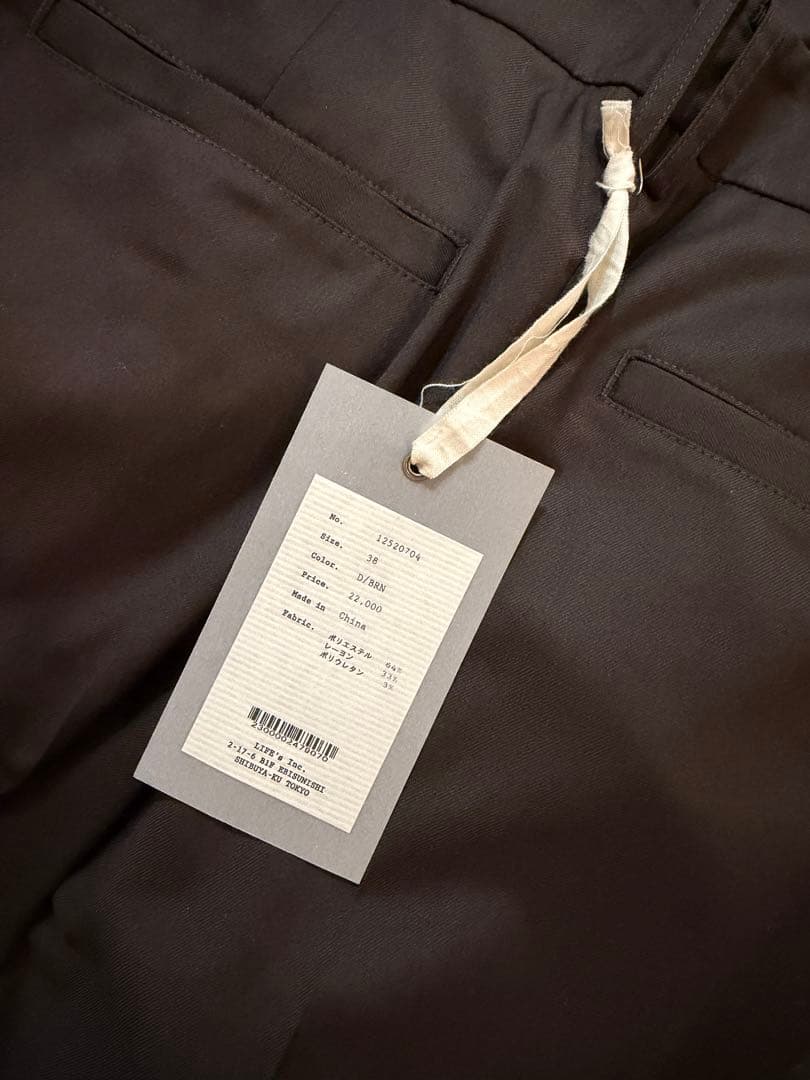 No. 12520704
Size. 38
Color. D/BRN
Price. 22,000
Made in China
Fabric. ポリエステル 64%
レーヨン 33%
ポリウレタン 3%
LIFE's Inc.
2-17-6 B1F EBISUNISHI
SHIBUYA-KU TOKYO